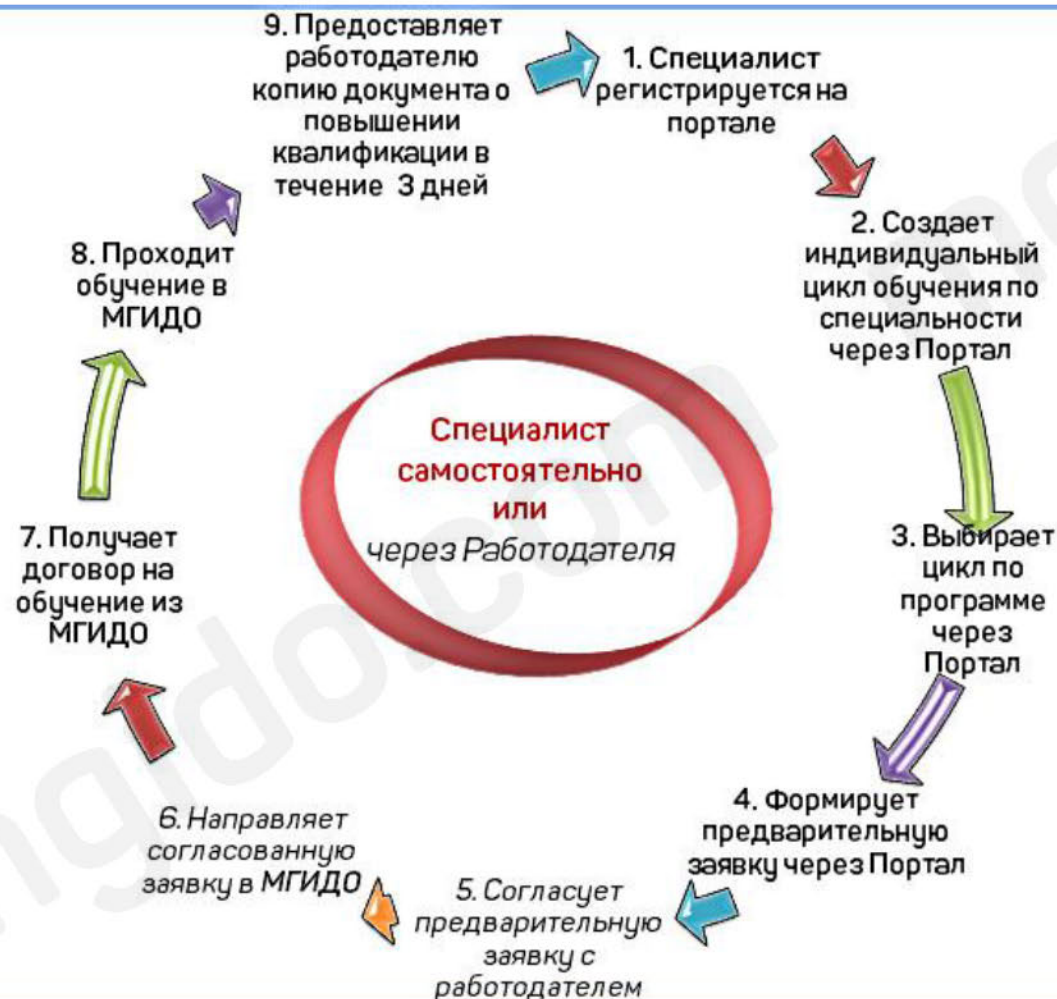 9. Предоставляет
работодателю
копию документа о
повышении
квалификации в
течение 3 дней
1. Специалист
регистрируется на
портале
2. Создает
индивидуальный
цикл обучения по
специальности
через Портал
3. Выбирает
цикл по
программе
через
Портал
4. Формирует
предварительную
заявку через Портал
5. Согласует
предварительную
заявку с
работодателем
6. Направляет
согласованную
заявку в МГИДО
7. Получает
договор на
обучение из
МГИДО
8. Проходит
обучение в
МГИДО
Специалист
самостоятельно
или
через Работодателя
mgido.com